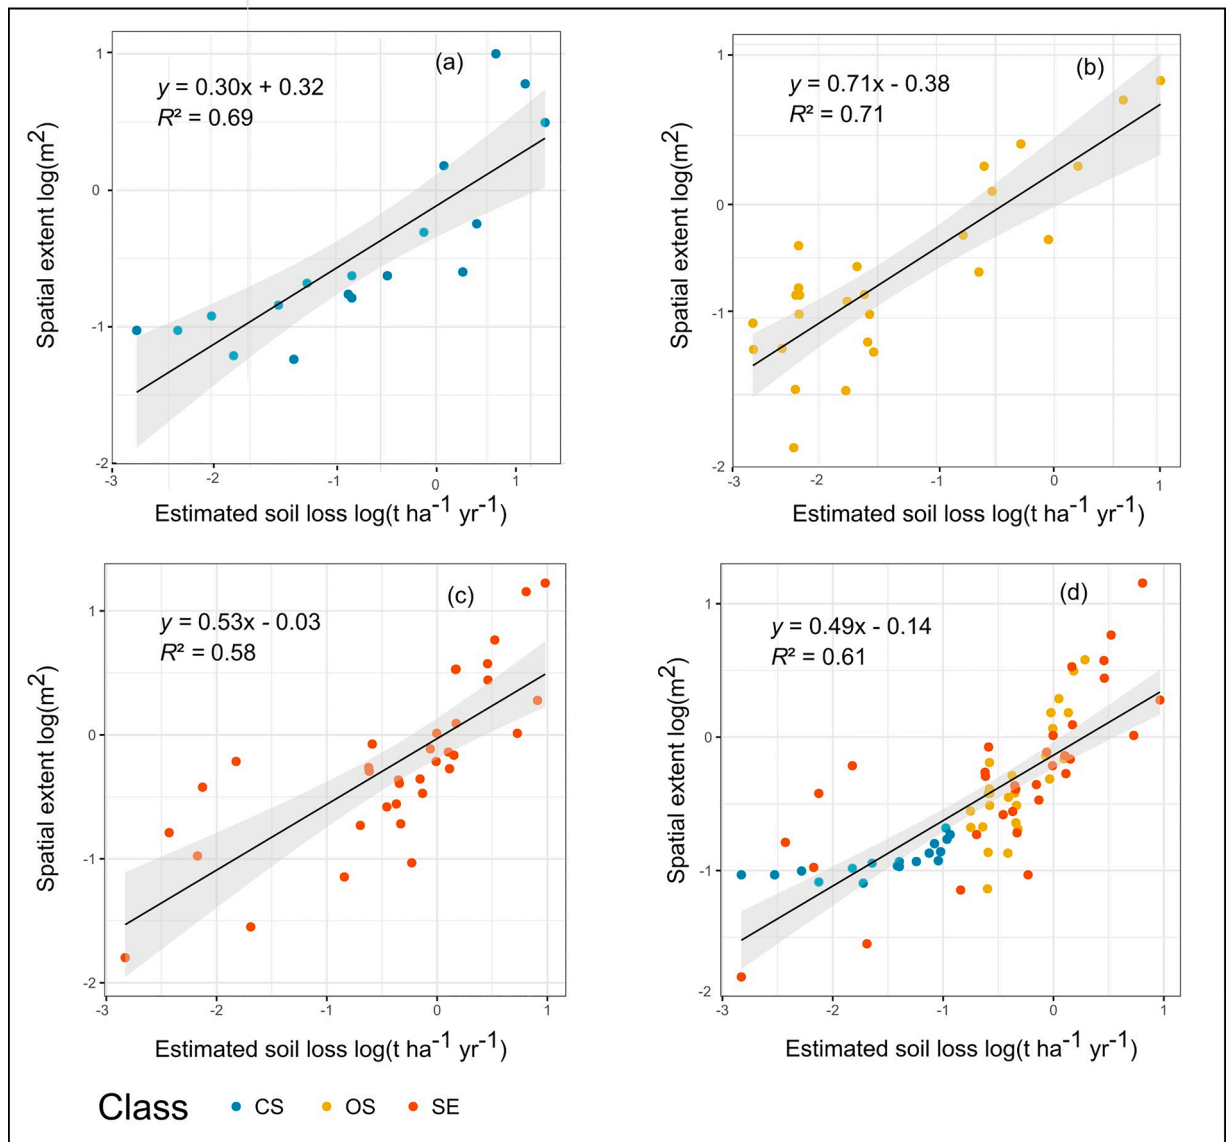 (a)
y = 0.30x + 0.32
R² = 0.69
Spatial extent log(m²)
1
0
-1
-2
-3
-2
-1
0
1
Estimated soil loss log(t ha⁻¹ yr⁻¹)
(b)
y = 0.71x - 0.38
R² = 0.71
Spatial extent log(m²)
1
0
-1
-2
-3
-2
-1
0
1
Estimated soil loss log(t ha⁻¹ yr⁻¹)
(c)
y = 0.53x - 0.03
R² = 0.58
Spatial extent log(m²)
1
0
-1
-2
-3
-2
-1
0
1
Estimated soil loss log(t ha⁻¹ yr⁻¹)
(d)
y = 0.49x - 0.14
R² = 0.61
Spatial extent log(m²)
1
0
-1
-2
-3
-2
-1
0
1
Estimated soil loss log(t ha⁻¹ yr⁻¹)
Class CS OS SE